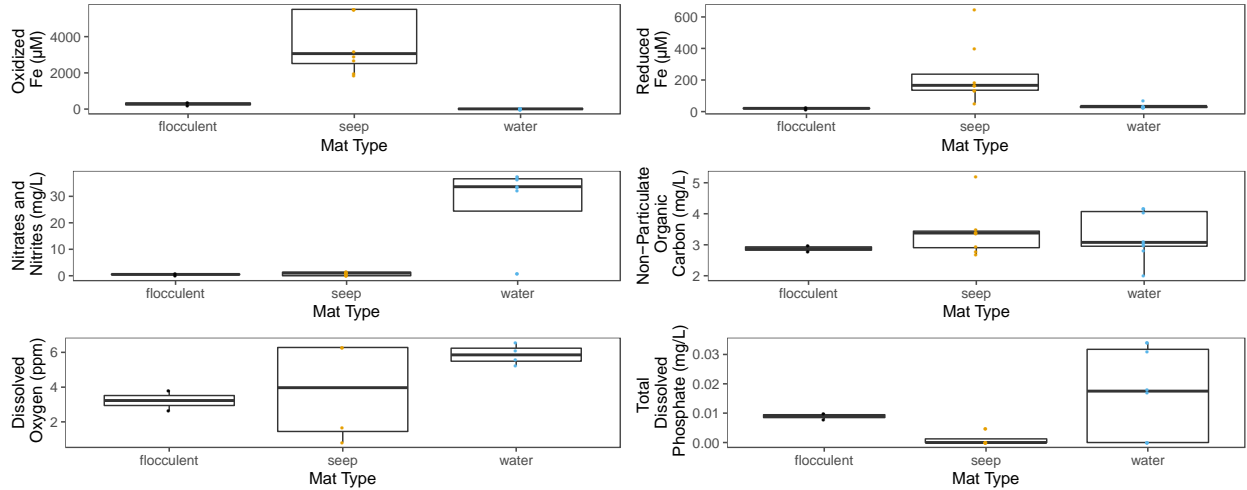 Oxidized
Fe (μM)
4000
2000
0
flocculent seep water
Mat Type
Reduced
Fe (μM)
600
400
200
0
flocculent seep water
Mat Type
Nitrates and
Nitrites (mg/L)
30
20
10
0
flocculent seep water
Mat Type
Non−Particulate
Organic
Carbon (mg/L)
5
4
3
2
flocculent seep water
Mat Type
Dissolved
Oxygen (ppm)
6
4
2
flocculent seep water
Mat Type
Total
Dissolved
Phosphate (mg/L)
0.03
0.02
0.01
0.00
flocculent seep water
Mat Type